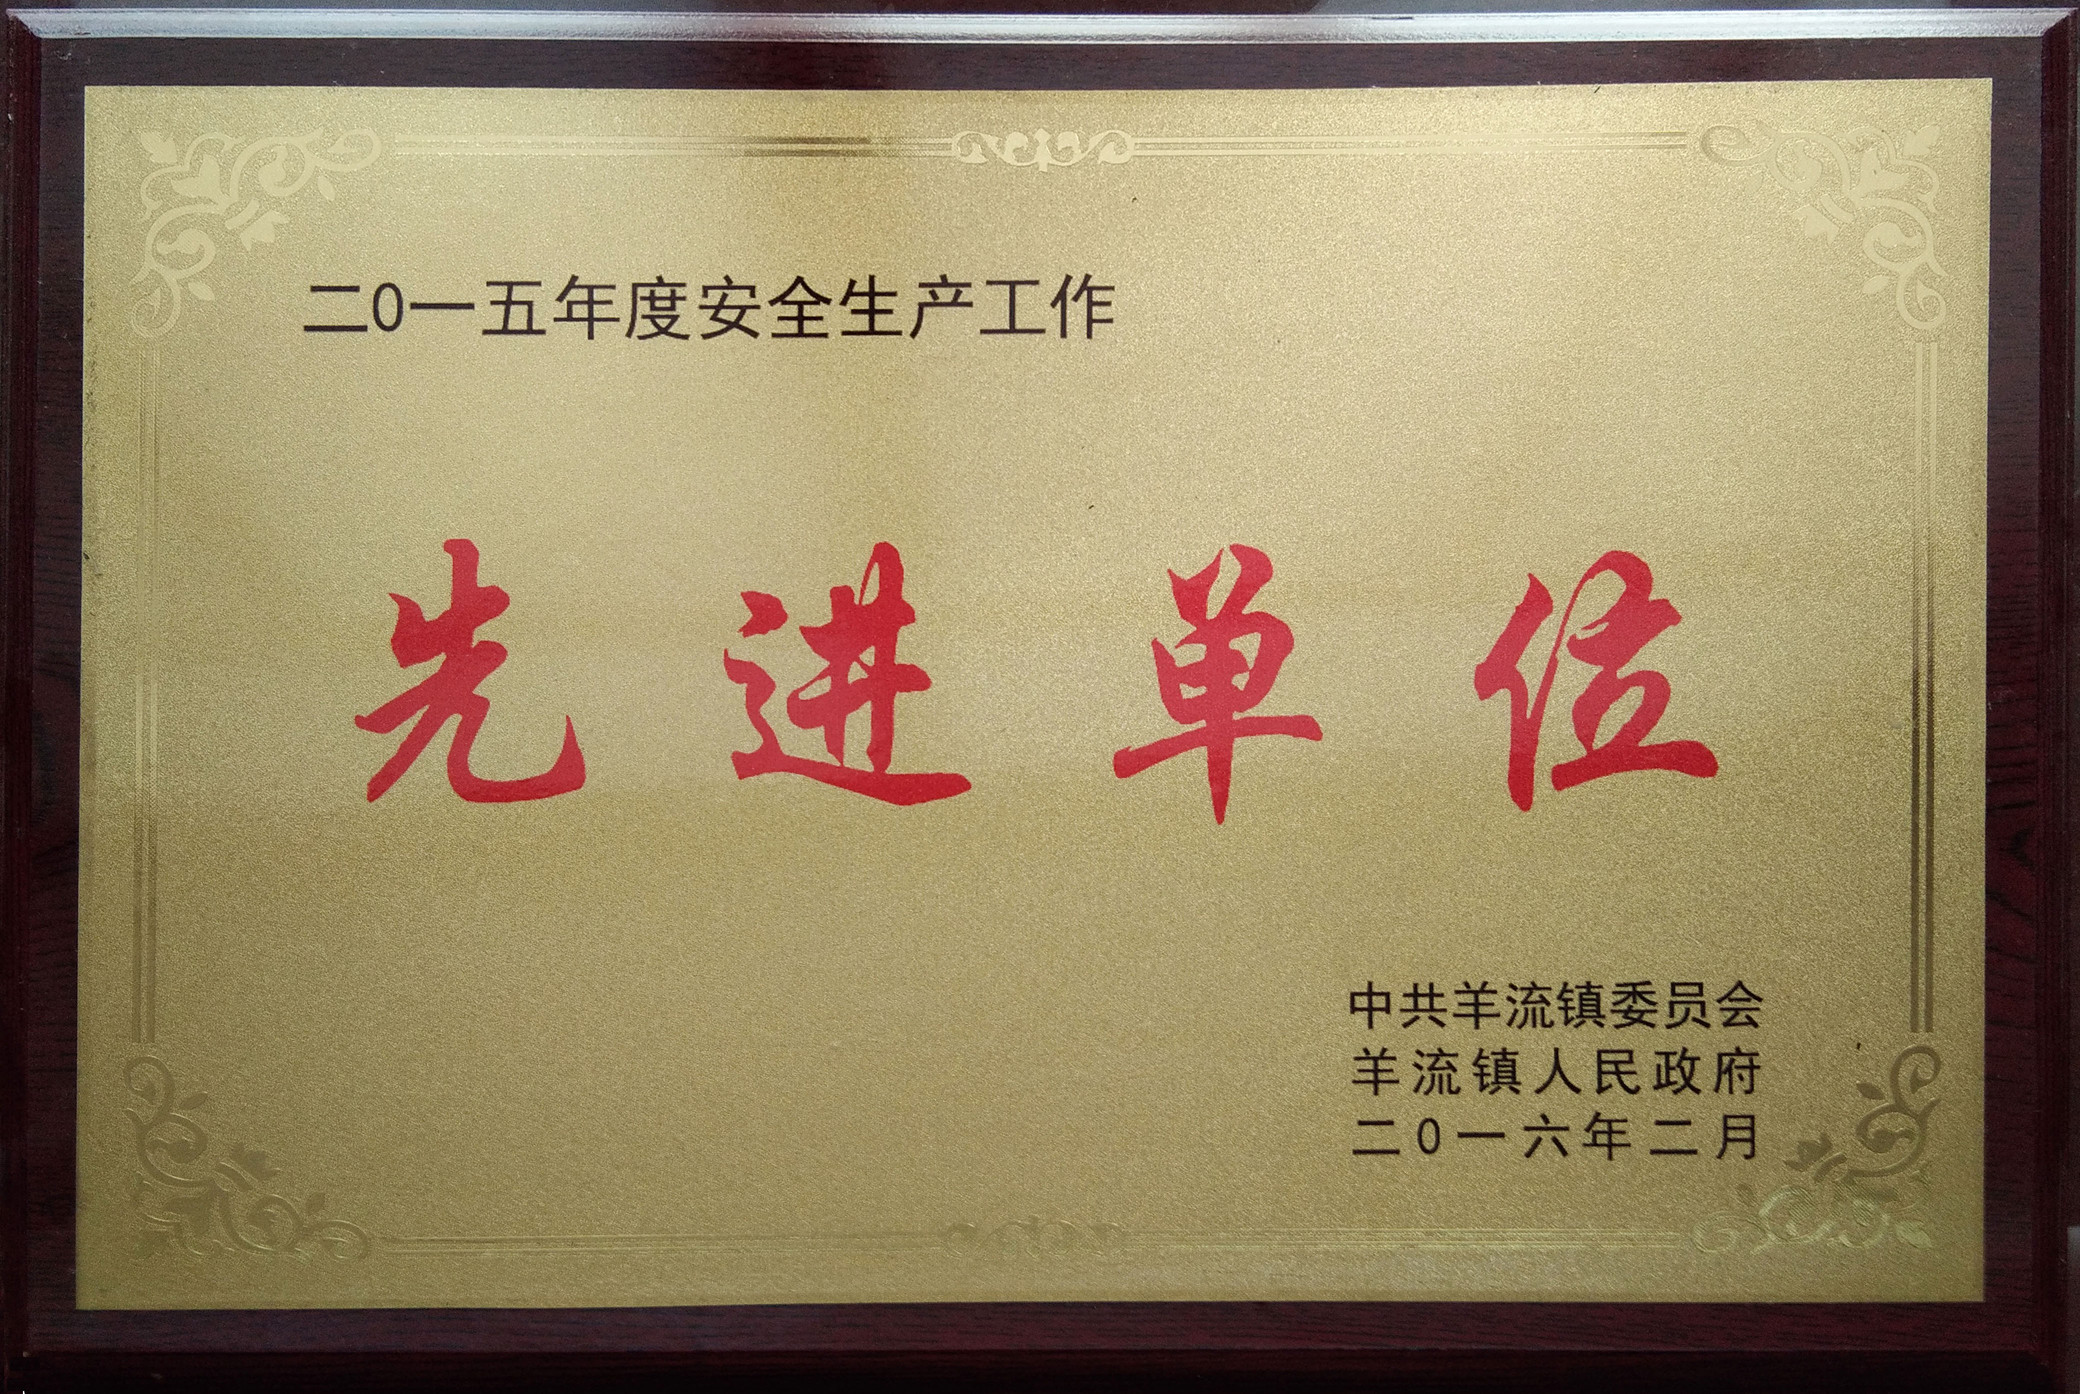 二0一五年度安全生产工作
先进单位
中共羊流镇委员会
羊流镇人民政府
二0一六年二月